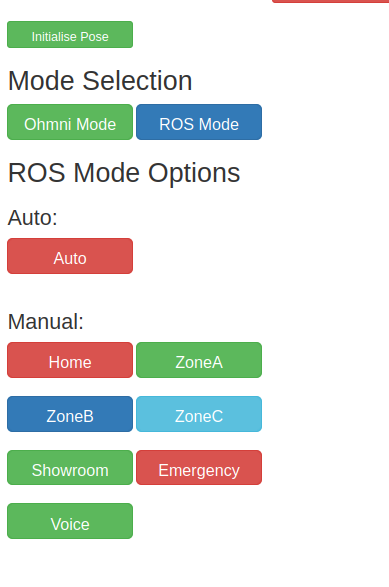 Initialise Pose
Mode Selection
Ohmni Mode ROS Mode
ROS Mode Options
Auto:
Auto
Manual:
Home ZoneA
ZoneB ZoneC
Showroom Emergency
Voice